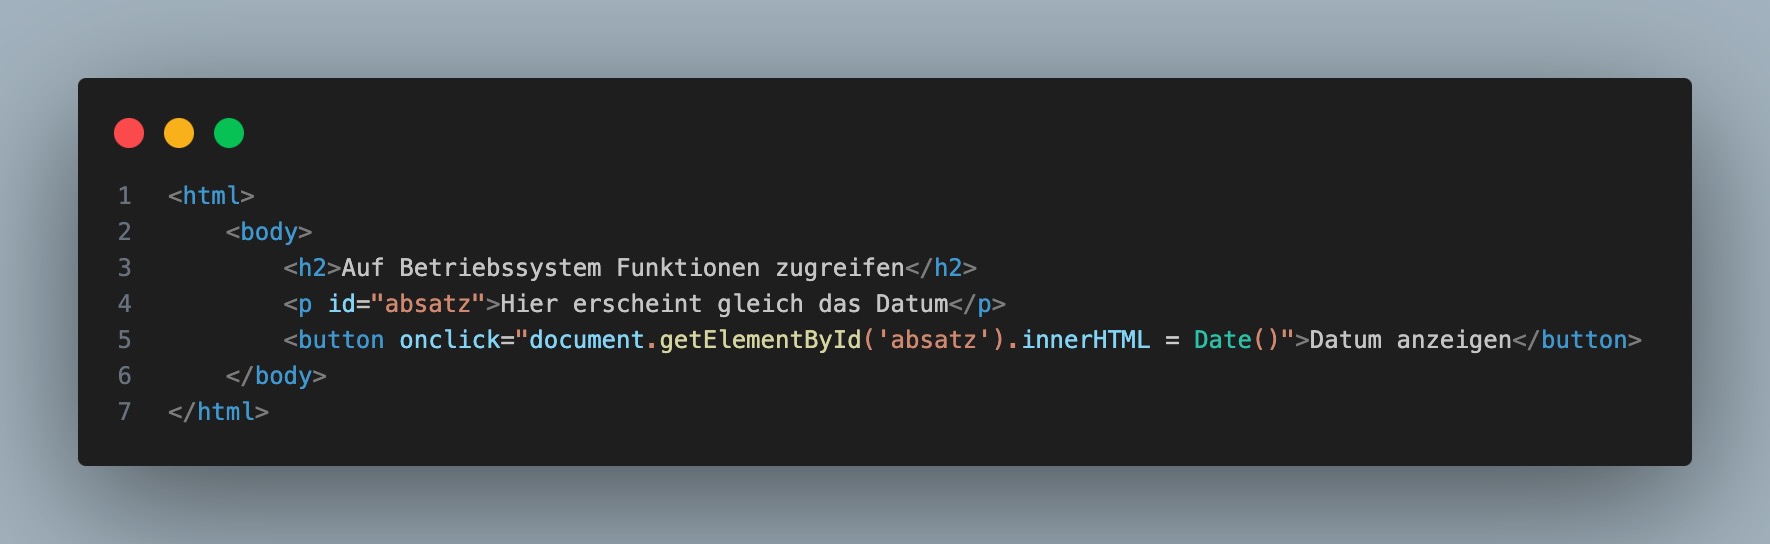 1 <html>
2 <body>
3 <h2>Auf Betriebssystem Funktionen zugreifen</h2>
4 <p id="absatz">Hier erscheint gleich das Datum</p>
5 <button onclick="document.getElementById('absatz').innerHTML = Date()">Datum anzeigen</button>
6 </body>
7 </html>